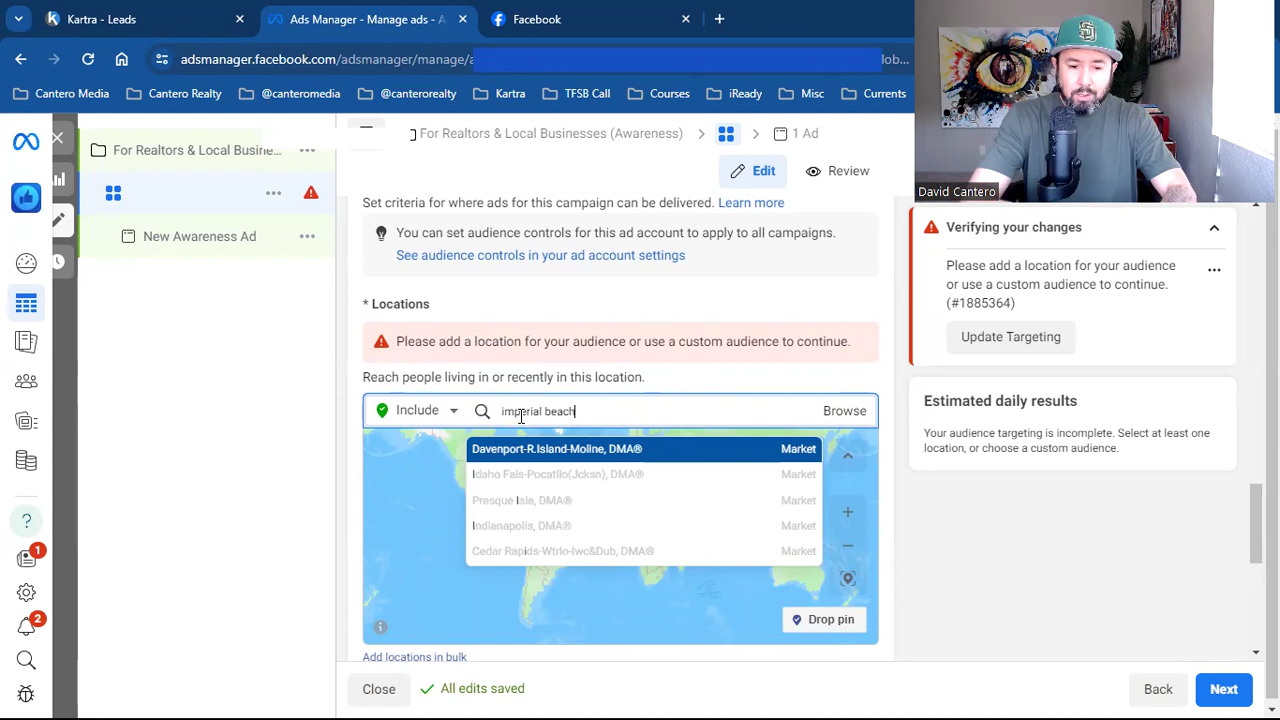 Kartra - Leads
Ads Manager - Manage ads - A
Facebook
adsmanager.facebook.com/adsmanager/manage/a
lob...
Cantero Media
Cantero Realty
@canteromedia
@canterorealty
Kartra
TFSB Call
Courses
iReady
Misc
Currents
David Cantero
For Realtors & Local Busine...
New Awareness Ad
For Realtors & Local Businesses (Awareness)
1 Ad
Edit
Review
Set criteria for where ads for this campaign can be delivered. Learn more
You can set audience controls for this ad account to apply to all campaigns.
See audience controls in your ad account settings
* Locations
Please add a location for your audience or use a custom audience to continue.
Reach people living in or recently in this location.
Include
imperial beach
Browse
Davenport-R.Island-Moline, DMA® Market
Idaho Fals-Pocatllo(Jcksn), DMA® Market
Presque Isle, DMA® Market
Indianapolis, DMA® Market
Cedar Rapids-Wtrlo-Iwc&Dub, DMA® Market
Drop pin
Add locations in bulk
Close
All edits saved
Back
Next
Verifying your changes
Please add a location for your audience
or use a custom audience to continue.
(#1885364)
Update Targeting
Estimated daily results
Your audience targeting is incomplete. Select at least one
location, or choose a custom audience.
1
2